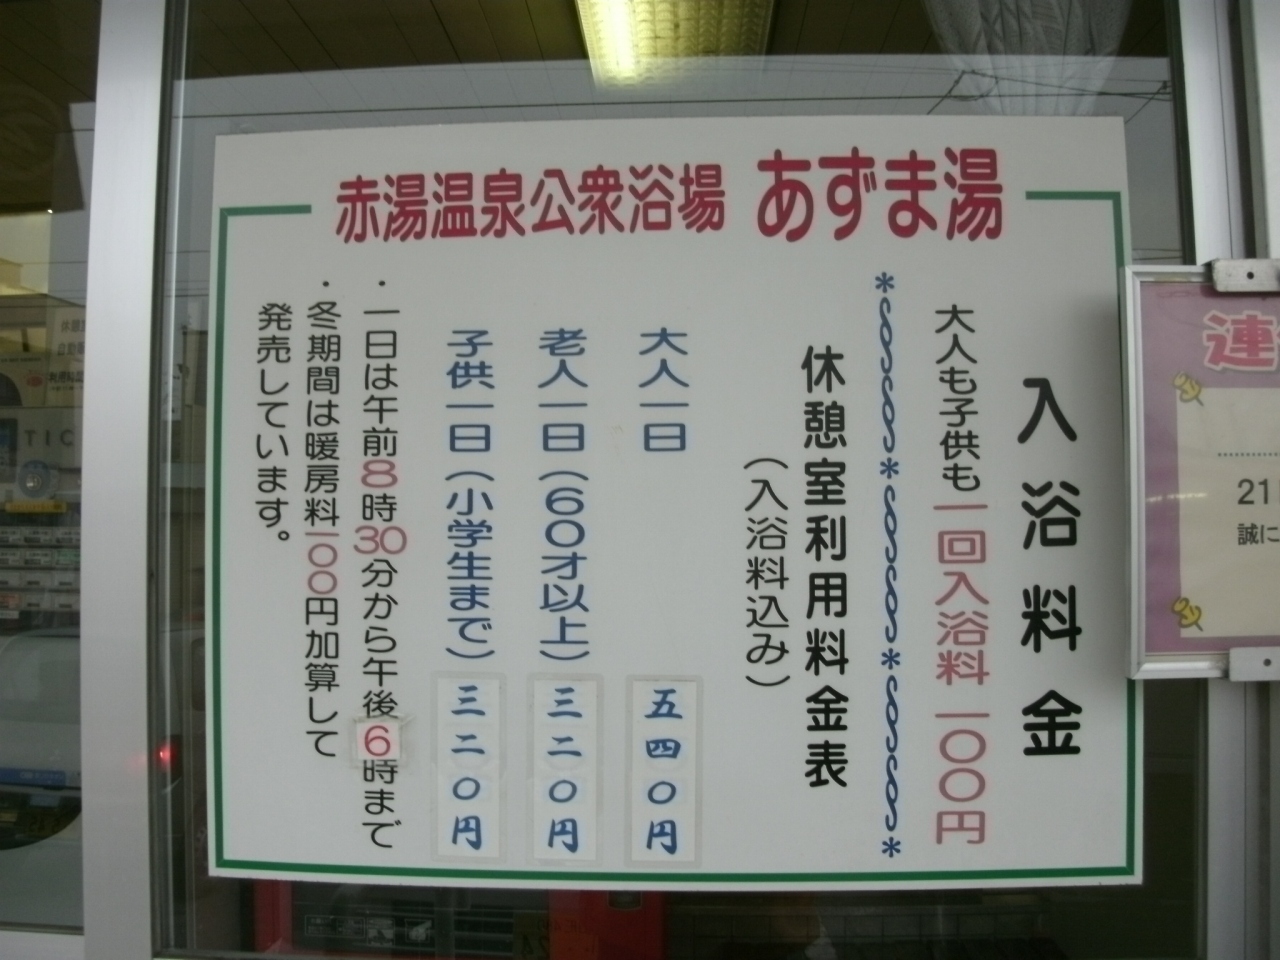 赤湯温泉公衆浴場 あずま湯
入浴料金
大人も子供も一回入浴料 一〇〇円
*~~~~*~~~~*~~~~*
休憩室利用料金表
(入浴料込み)
大人一日 五四〇円
老人一日(60才以上) 三二〇円
子供一日(小学生まで) 三二〇円
・一日は午前8時30分から午後6時まで
・冬期間は暖房料一〇〇円加算して
発売しています。
連
21
誠に
TIC